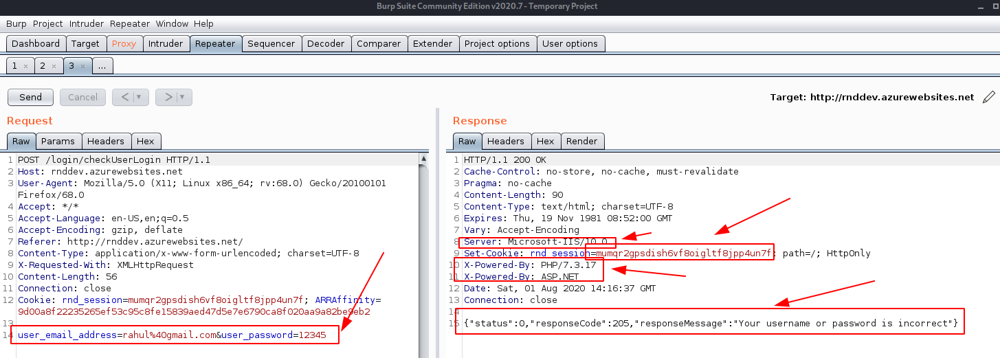 Burp Suite Community Edition v2020.7 - Temporary Project
Burp Project Intruder Repeater Window Help
Dashboard Target Proxy Intruder Repeater Sequencer Decoder Comparer Extender Project options User options
1 × 2 × 3 × ...
Send Cancel < > Target: http://rnddev.azurewebsites.net
Request
Raw Params Headers Hex
1 POST /login/checkUserLogin HTTP/1.1
2 Host: rnddev.azurewebsites.net
3 User-Agent: Mozilla/5.0 (X11; Linux x86_64; rv:68.0) Gecko/20100101
Firefox/68.0
4 Accept: */*
5 Accept-Language: en-US,en;q=0.5
6 Accept-Encoding: gzip, deflate
7 Referer: http://rnddev.azurewebsites.net/
8 Content-Type: application/x-www-form-urlencoded; charset=UTF-8
9 X-Requested-With: XMLHttpRequest
10 Content-Length: 56
11 Connection: close
12 Cookie: rnd_session=mumqr2gpsdish6vf8oigltf8jpp4un7f; ARRAffinity=
9d00a8f22235265ef53c95c8fe15839aed47d5e7e6790ca8f020aa9a82be9eb2
13
14 user_email_address=rahul%40gmail.com&user_password=12345
Response
Raw Headers Hex Render
1 HTTP/1.1 200 OK
2 Cache-Control: no-store, no-cache, must-revalidate
3 Pragma: no-cache
4 Content-Length: 90
5 Content-Type: text/html; charset=UTF-8
6 Expires: Thu, 19 Nov 1981 08:52:00 GMT
7 Vary: Accept-Encoding
8 Server: Microsoft-IIS/10.0
9 Set-Cookie: rnd_session=mumqr2gpsdish6vf8oigltf8jpp4un7f; path=/; HttpOnly
10 X-Powered-By: PHP/7.3.17
11 X-Powered-By: ASP.NET
12 Date: Sat, 01 Aug 2020 14:16:37 GMT
13 Connection: close
14
15 {"status":0,"responseCode":205,"responseMessage":"Your username or password is incorrect"}